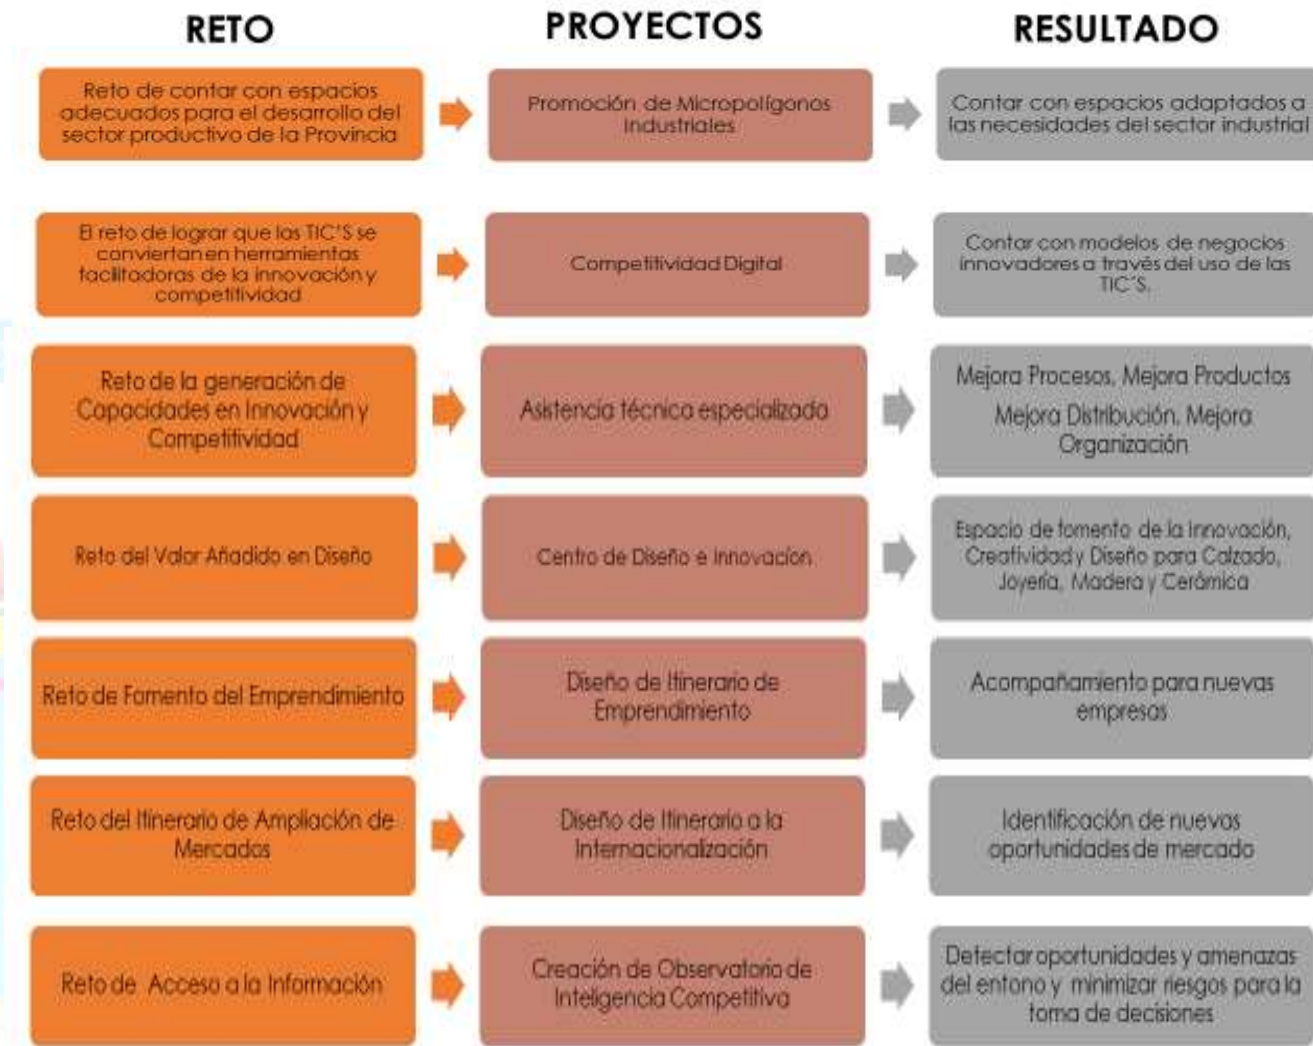 RETO
PROYECTOS
RESULTADO
Reto de contar con espacios
adecuados para el desarrollo del
sector productivo de la Provincia
Promoción de Micropolígonos
Industriales
Contar con espacios adaptados a
las necesidades del sector industrial
El reto de lograr que las TIC'S se
conviertan en herramientas
facilitadoras de la innovación y
competitividad
Competitividad Digital
Contar con modelos de negocios
innovadores a través del uso de las
TIC´S.
Reto de la generación de
Capacidades en Innovación y
Competitividad
Asistencia técnica especializado
Mejora Procesos, Mejora Productos
Mejora Distribución, Mejora
Organización
Reto del Valor Añadido en Diseño
Centro de Diseño e Innovacíon
Espacio de fomento de la Innovación,
Creatividad y Diseño para Calzado,
Joyería, Madera y Cerámica
Reto de Fomento del Emprendimiento
Diseño de Itinerario de
Emprendimiento
Acompañamiento para nuevas
empresas
Reto del Itinerario de Ampliación de
Mercados
Diseño de Itinerario a la
Internacionalización
Identificación de nuevas
oportunidades de mercado
Reto de Acceso a la Información
Creación de Observatorio de
Inteligencia Competitiva
Detectar oportunidades y amenazas
del entono y minimizar riesgos para la
toma de decisiones